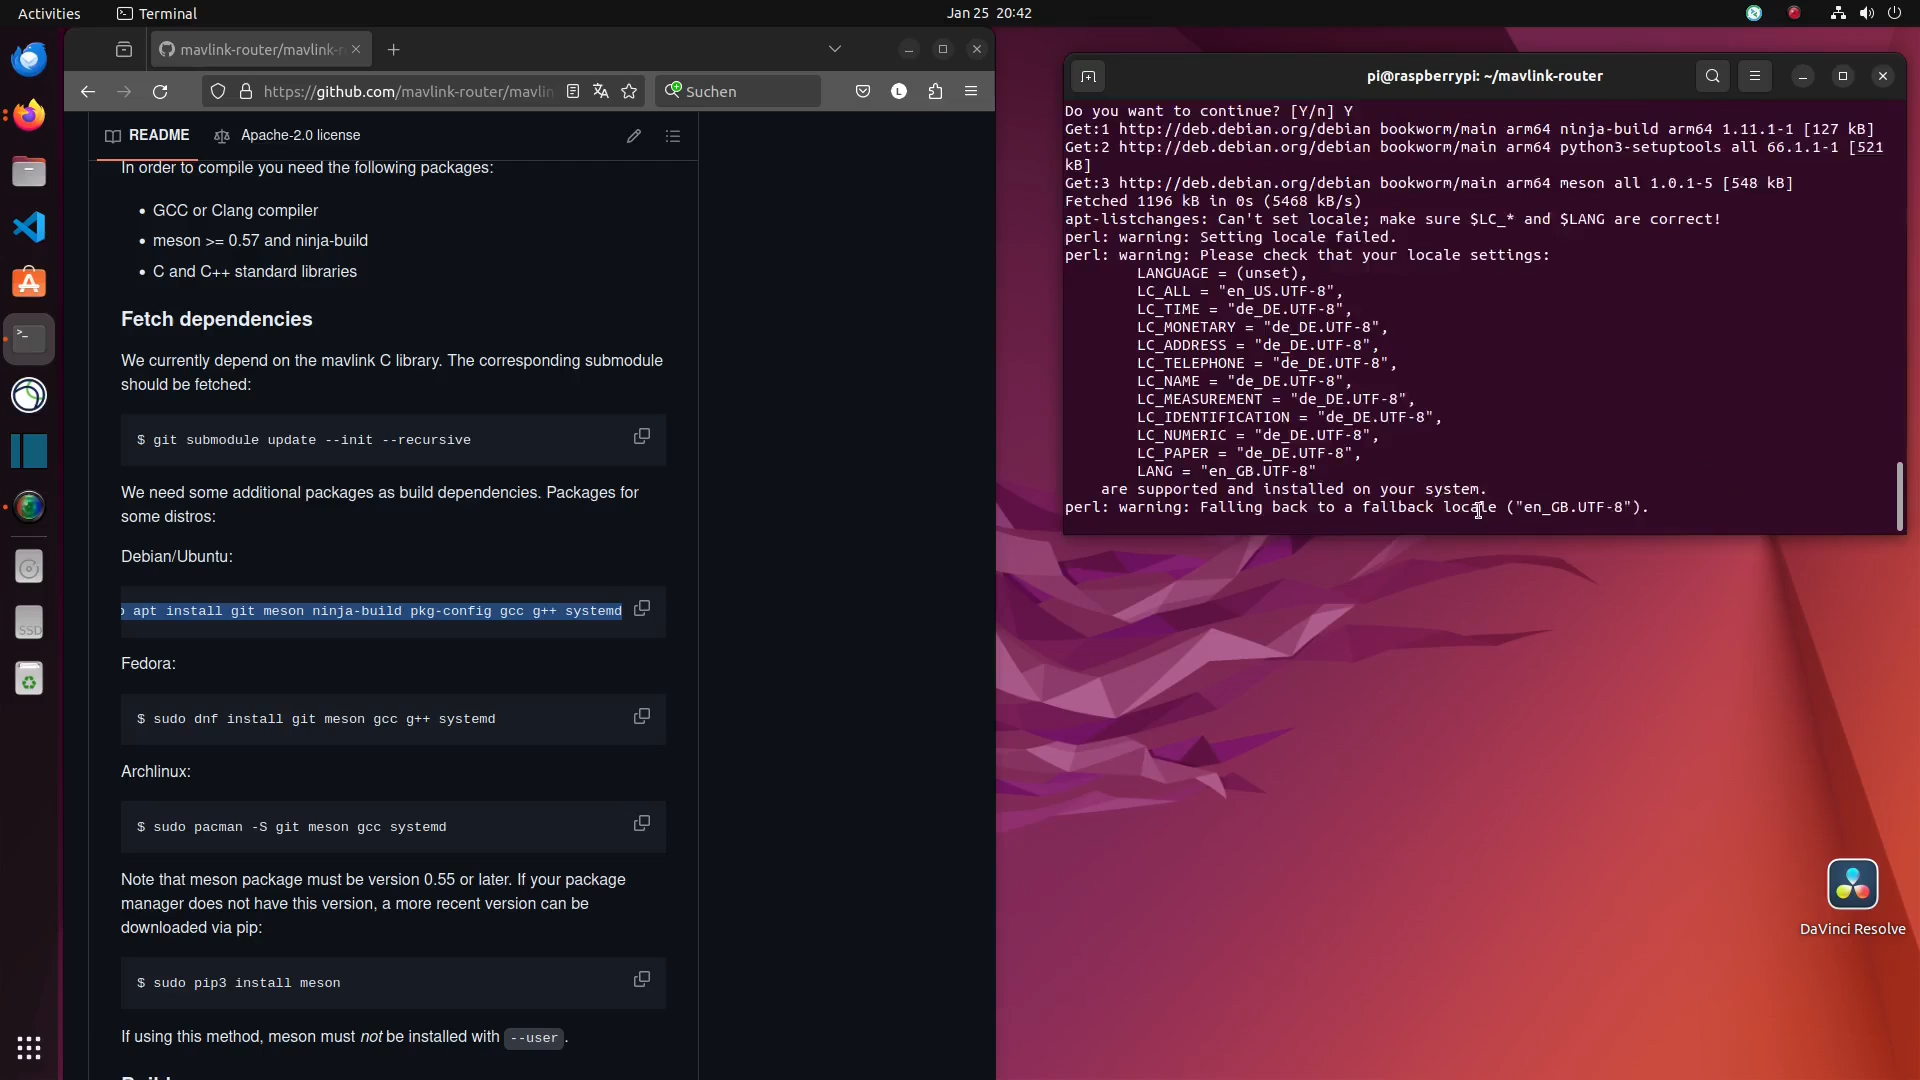 Activities
Terminal
Jan 25 20:42
mavlink-router/mavlink-r
https://github.com/mavlink-router/mavlin
Suchen
L
README
Apache-2.0 license
In order to compile you need the following packages:
• GCC or Clang compiler
• meson >= 0.57 and ninja-build
• C and C++ standard libraries
Fetch dependencies
We currently depend on the mavlink C library. The corresponding submodule
should be fetched:
$ git submodule update --init --recursive
We need some additional packages as build dependencies. Packages for
some distros:
Debian/Ubuntu:
apt install git meson ninja-build pkg-config gcc g++ systemd
Fedora:
$ sudo dnf install git meson gcc g++ systemd
Archlinux:
$ sudo pacman -S git meson gcc systemd
Note that meson package must be version 0.55 or later. If your package
manager does not have this version, a more recent version can be
downloaded via pip:
$ sudo pip3 install meson
If using this method, meson must not be installed with --user.
SSD
pi@raspberrypi: ~/mavlink-router
Do you want to continue? [Y/n] Y
Get:1 http://deb.debian.org/debian bookworm/main arm64 ninja-build arm64 1.11.1-1 [127 kB]
Get:2 http://deb.debian.org/debian bookworm/main arm64 python3-setuptools all 66.1.1-1 [521
kB]
Get:3 http://deb.debian.org/debian bookworm/main arm64 meson all 1.0.1-5 [548 kB]
Fetched 1196 kB in 0s (5468 kB/s)
apt-listchanges: Can't set locale; make sure $LC_* and $LANG are correct!
perl: warning: Setting locale failed.
perl: warning: Please check that your locale settings:
LANGUAGE = (unset),
LC_ALL = "en_US.UTF-8",
LC_TIME = "de_DE.UTF-8",
LC_MONETARY = "de_DE.UTF-8",
LC_ADDRESS = "de_DE.UTF-8",
LC_TELEPHONE = "de_DE.UTF-8",
LC_NAME = "de_DE.UTF-8",
LC_MEASUREMENT = "de_DE.UTF-8",
LC_IDENTIFICATION = "de_DE.UTF-8",
LC_NUMERIC = "de_DE.UTF-8",
LC_PAPER = "de_DE.UTF-8",
LANG = "en_GB.UTF-8"
are supported and installed on your system.
perl: warning: Falling back to a fallback locale ("en_GB.UTF-8").
DaVinci Resolve